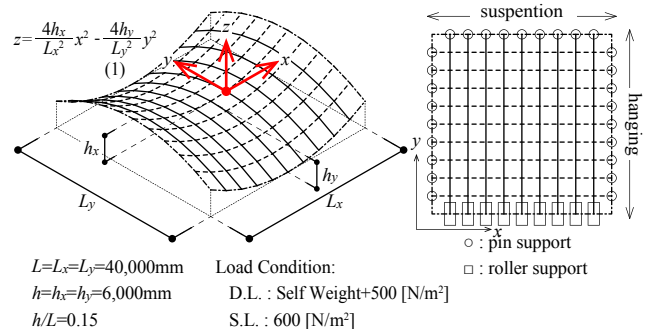 z=4hx/Lx² x² - 4hy/Ly² y²
(1)
z
y
x
hx
hy
Ly
Lx
suspention
hanging
y
x
○ : pin support
□ : roller support
L=Lx=Ly=40,000mm
h=hx=hy=6,000mm
h/L=0.15
Load Condition:
D.L. : Self Weight+500 [N/m²]
S.L. : 600 [N/m²]